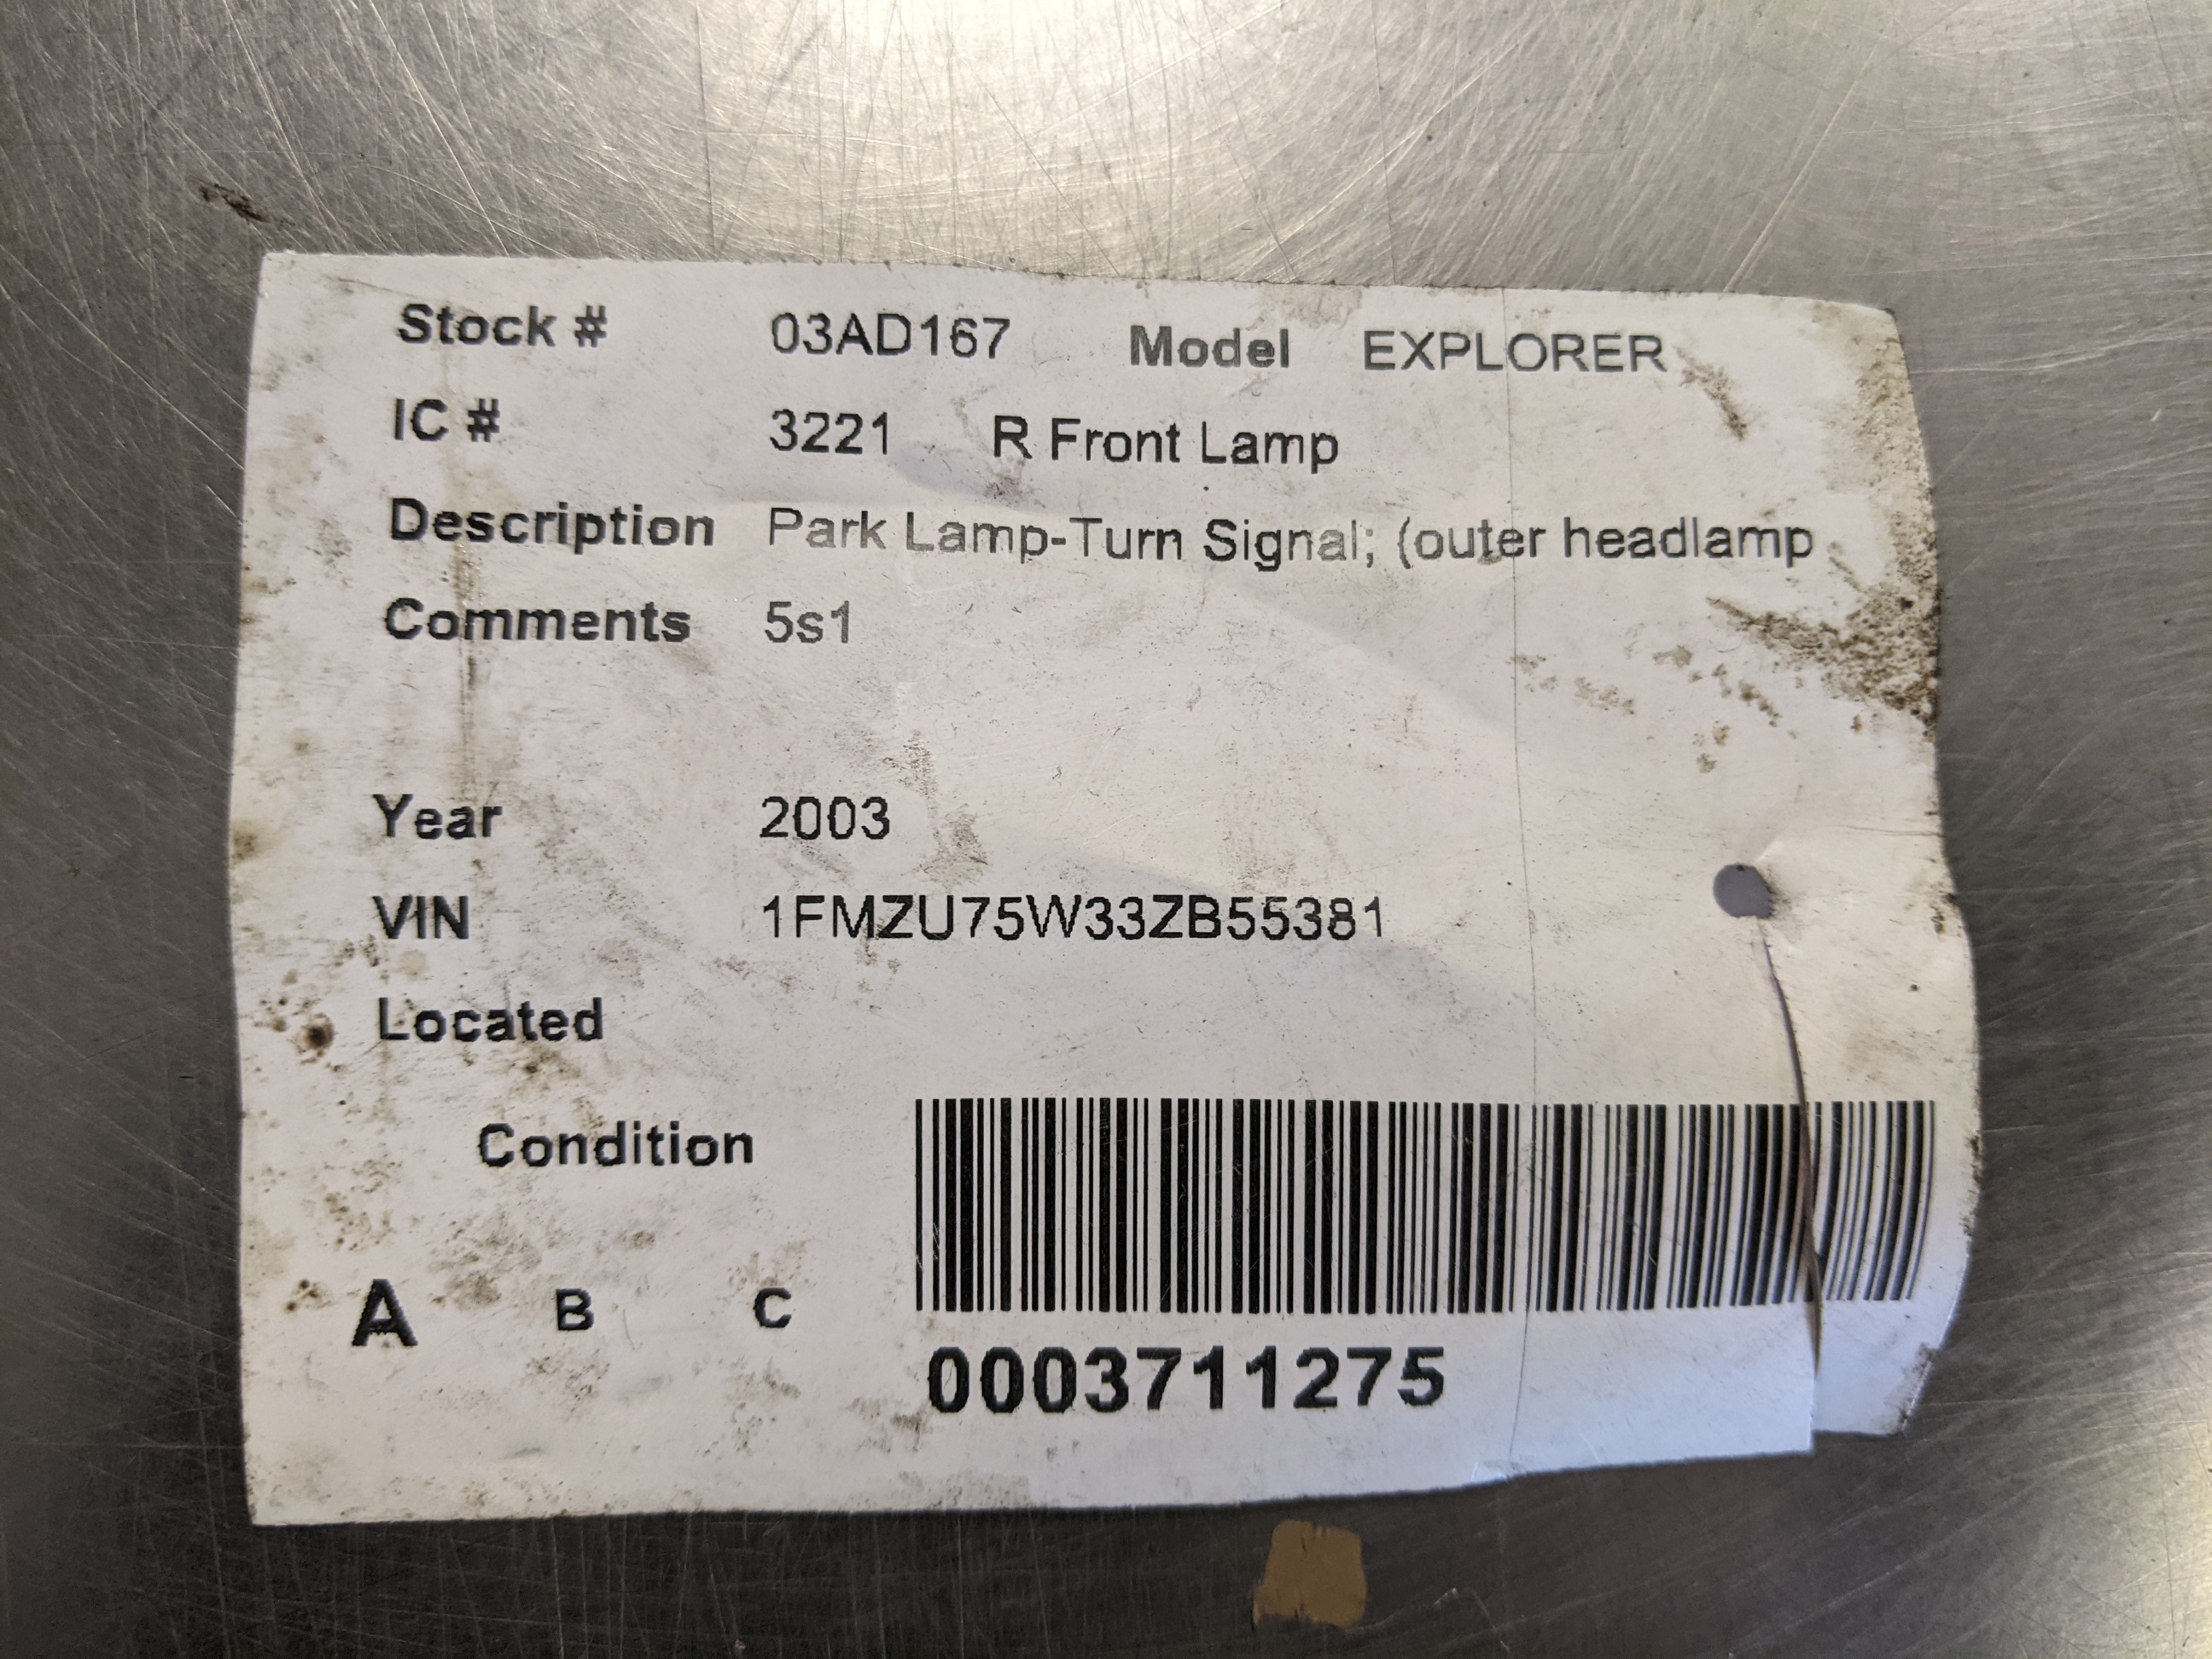 Stock # 03AD167 Model EXPLORER
IC # 3221 R Front Lamp
Description Park Lamp-Turn Signal; (outer headlamp
Comments 5s1
Year 2003
VIN 1FMZU75W33ZB55381
Located
Condition
A B C
0003711275